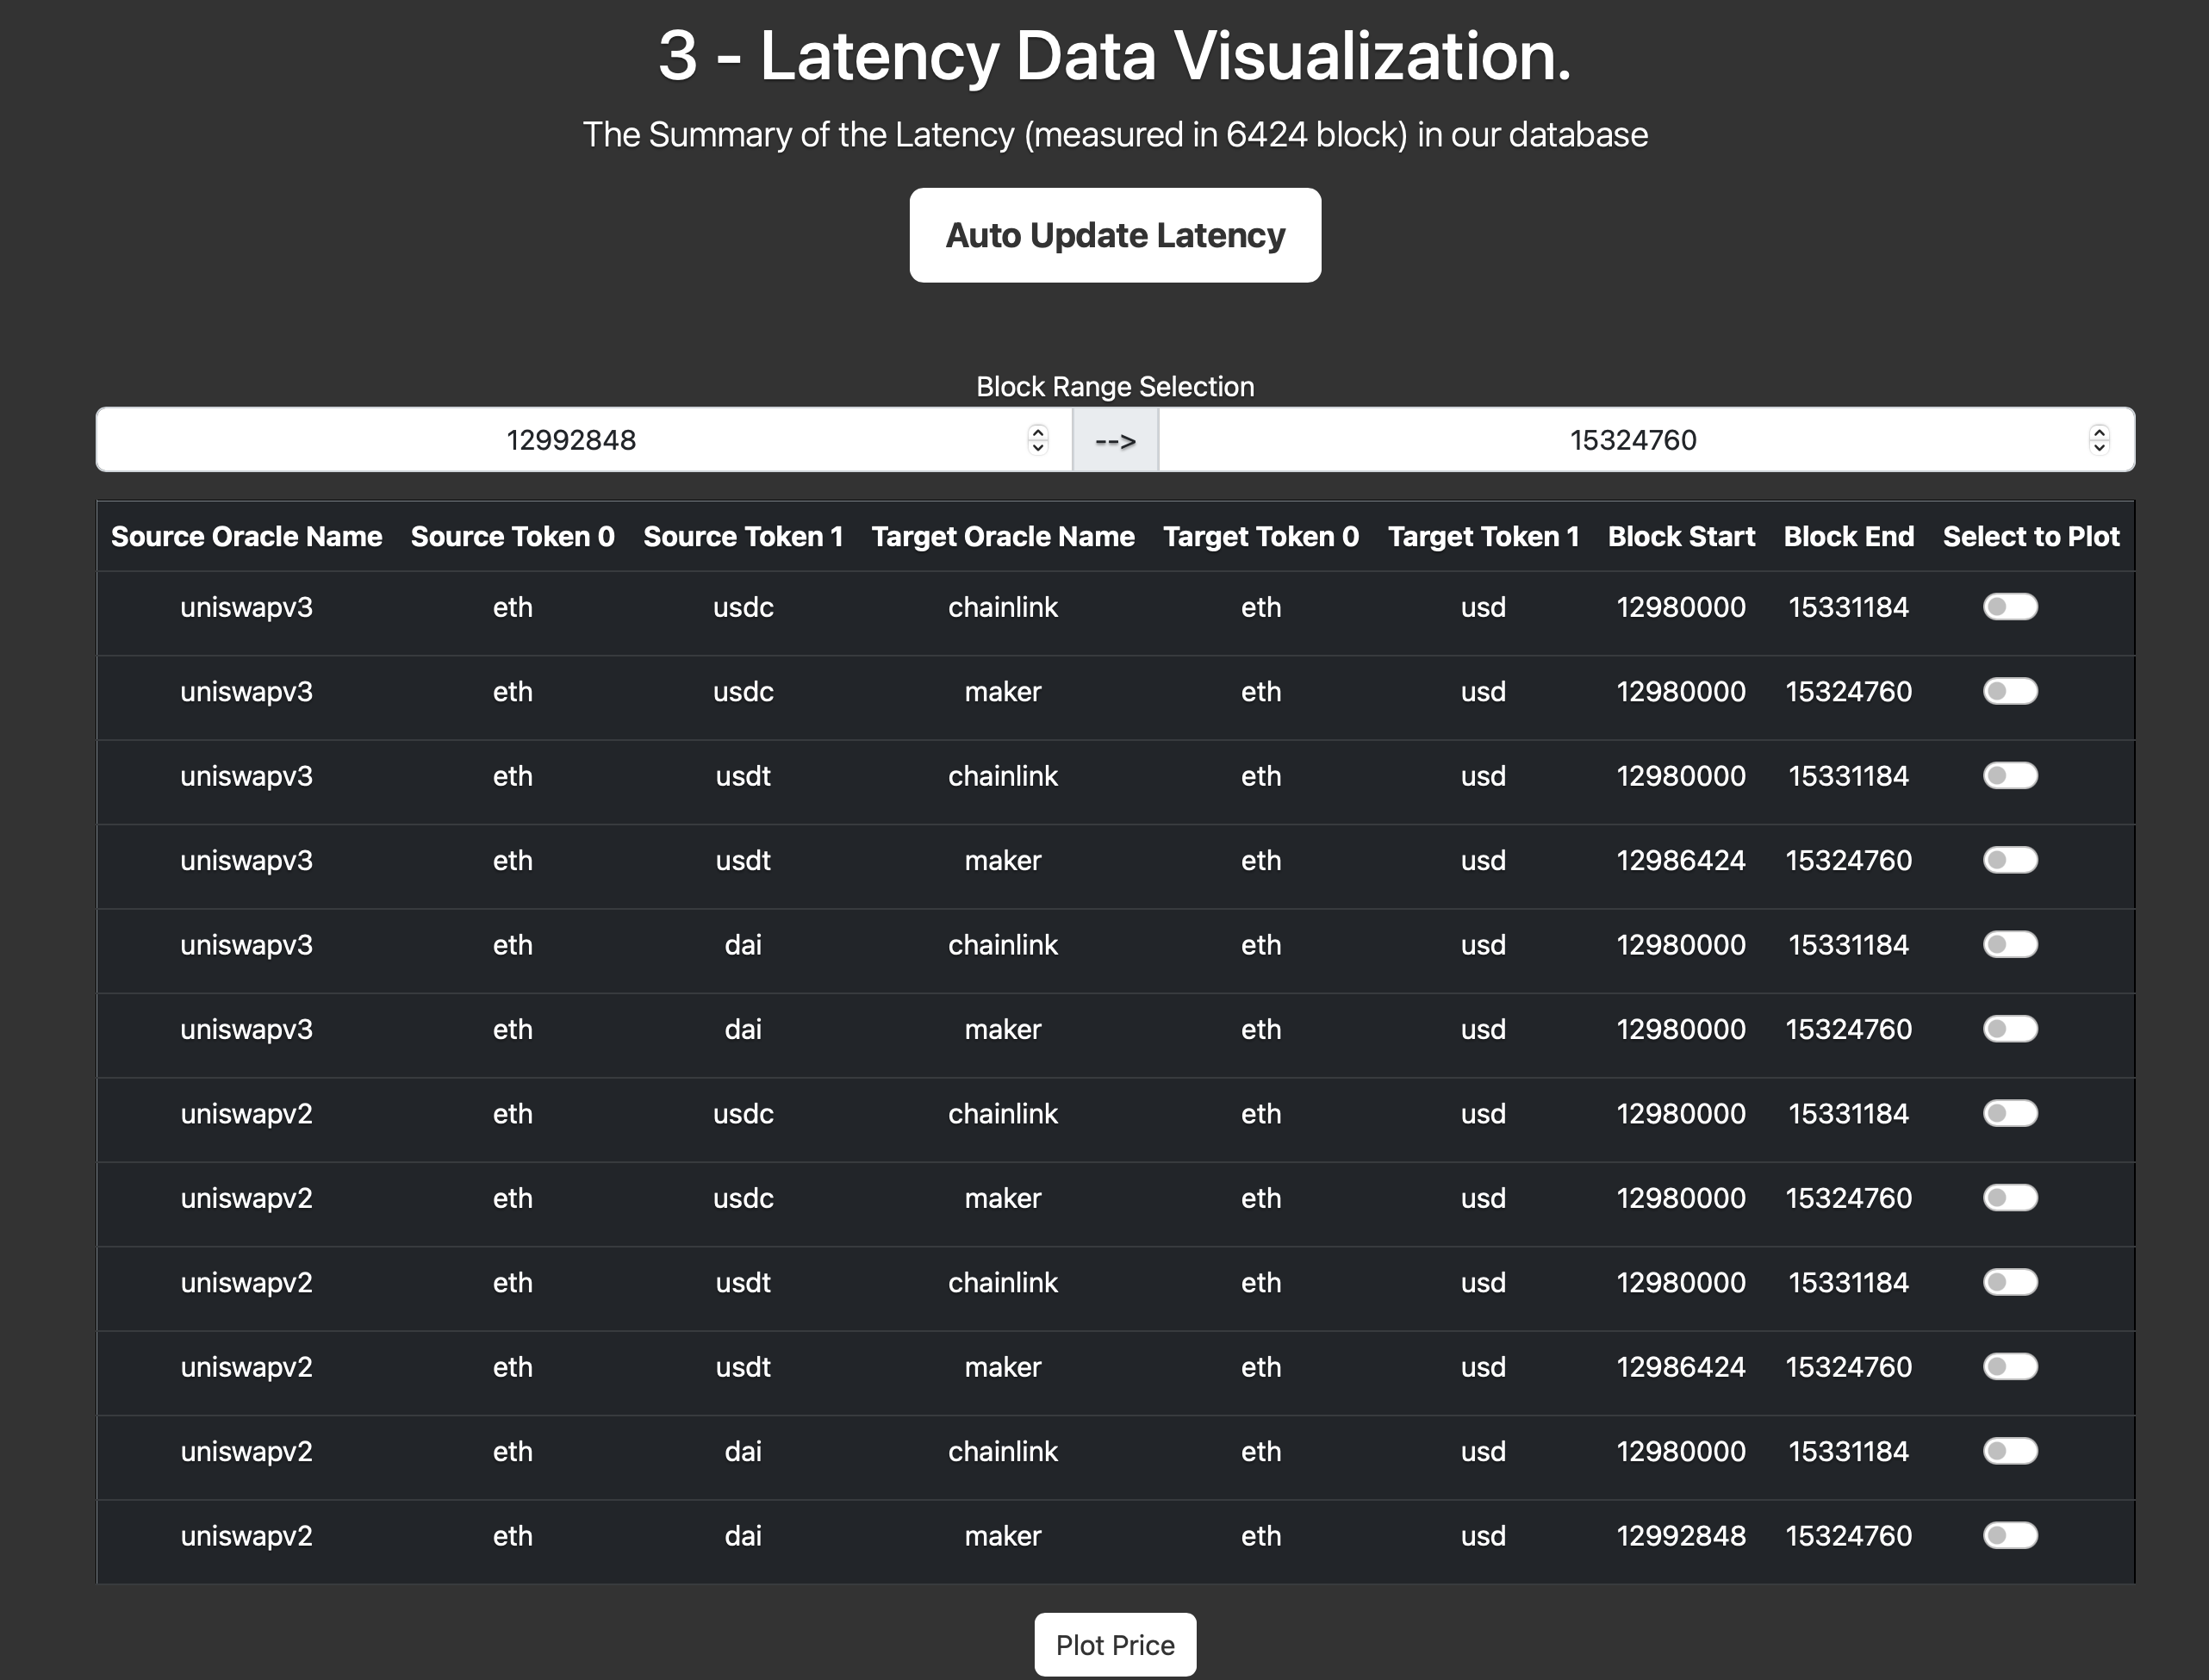 3 - Latency Data Visualization.
The Summary of the Latency (measured in 6424 block) in our database
Auto Update Latency
Block Range Selection
12992848 --> 15324760
Source Oracle Name Source Token 0 Source Token 1 Target Oracle Name Target Token 0 Target Token 1 Block Start Block End Select to Plot
uniswapv3 eth usdc chainlink eth usd 12980000 15331184
uniswapv3 eth usdc maker eth usd 12980000 15324760
uniswapv3 eth usdt chainlink eth usd 12980000 15331184
uniswapv3 eth usdt maker eth usd 12986424 15324760
uniswapv3 eth dai chainlink eth usd 12980000 15331184
uniswapv3 eth dai maker eth usd 12980000 15324760
uniswapv2 eth usdc chainlink eth usd 12980000 15331184
uniswapv2 eth usdc maker eth usd 12980000 15324760
uniswapv2 eth usdt chainlink eth usd 12980000 15331184
uniswapv2 eth usdt maker eth usd 12986424 15324760
uniswapv2 eth dai chainlink eth usd 12980000 15331184
uniswapv2 eth dai maker eth usd 12992848 15324760
Plot Price